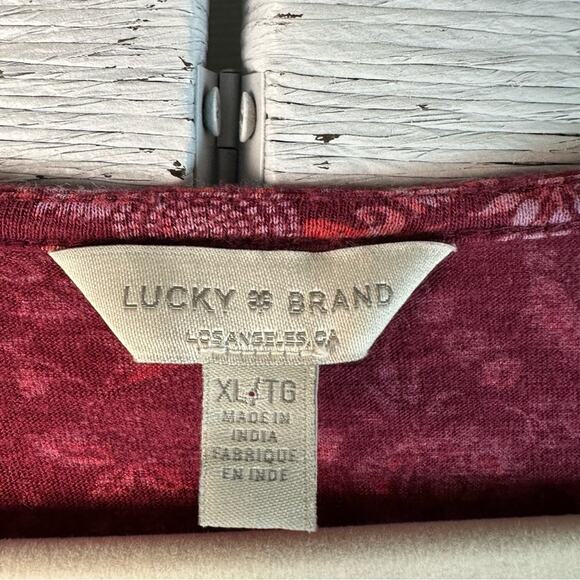 LUCKY BRAND
LOS ANGELES, CA
XL/TG
MADE IN
INDIA
FABRIQUE
EN INDE